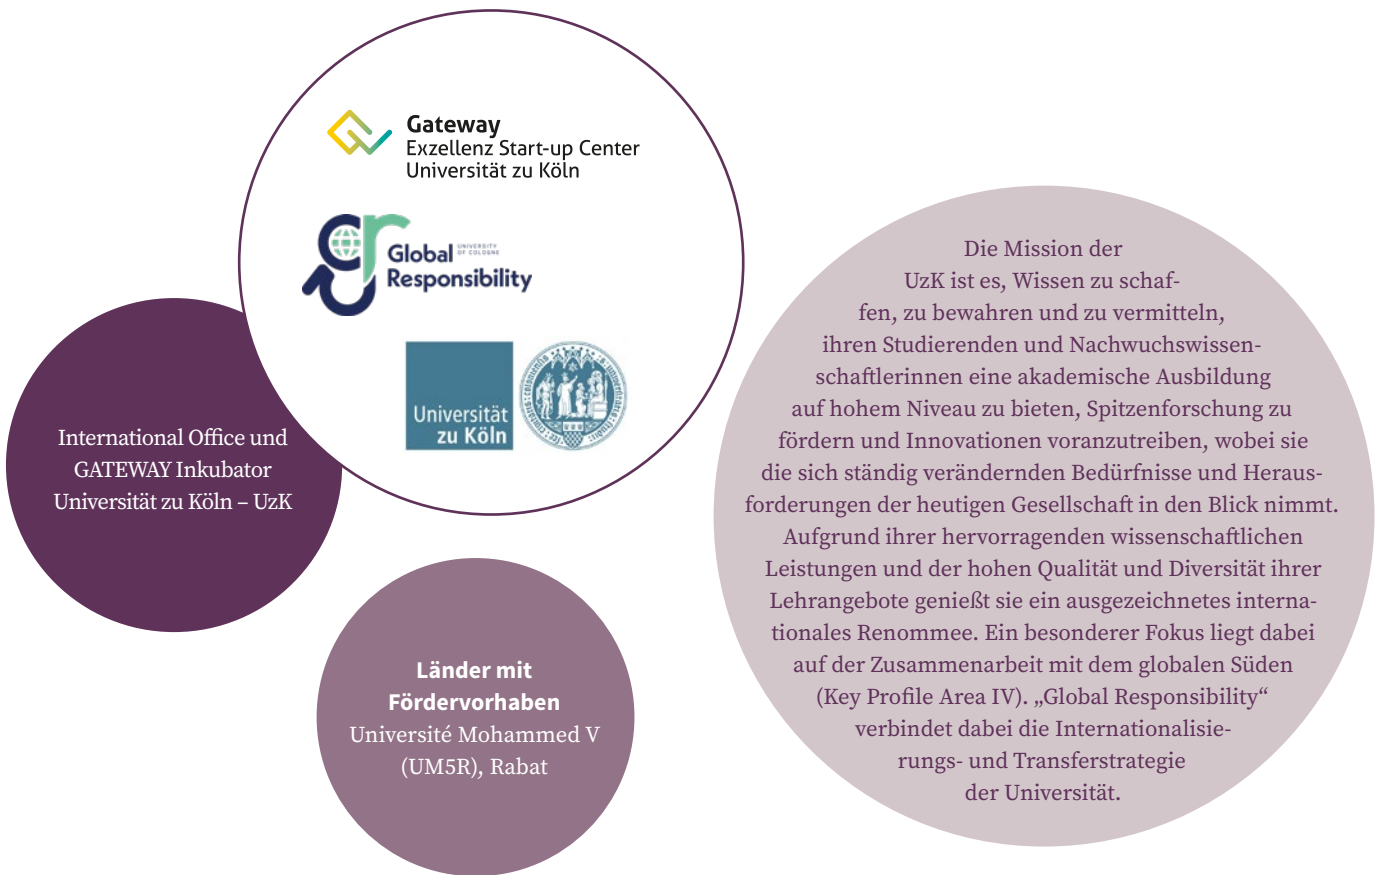 Gateway
Exzellenz Start-up Center
Universität zu Köln
Global UNIVERSITY OF COLOGNE
Responsibility
Universität
zu Köln
International Office und
GATEWAY Inkubator
Universität zu Köln – UzK
Länder mit
Fördervorhaben
Université Mohammed V
(UM5R), Rabat
Die Mission der
UzK ist es, Wissen zu schaf-
fen, zu bewahren und zu vermitteln,
ihren Studierenden und Nachwuchswissen-
schaftlerinnen eine akademische Ausbildung
auf hohem Niveau zu bieten, Spitzenforschung zu
fördern und Innovationen voranzutreiben, wobei sie
die sich ständig verändernden Bedürfnisse und Heraus-
forderungen der heutigen Gesellschaft in den Blick nimmt.
Aufgrund ihrer hervorragenden wissenschaftlichen
Leistungen und der hohen Qualität und Diversität ihrer
Lehrangebote genießt sie ein ausgezeichnetes interna-
tionales Renommee. Ein besonderer Fokus liegt dabei
auf der Zusammenarbeit mit dem globalen Süden
(Key Profile Area IV). „Global Responsibility“
verbindet dabei die Internationalisie-
rungs- und Transferstrategie
der Universität.